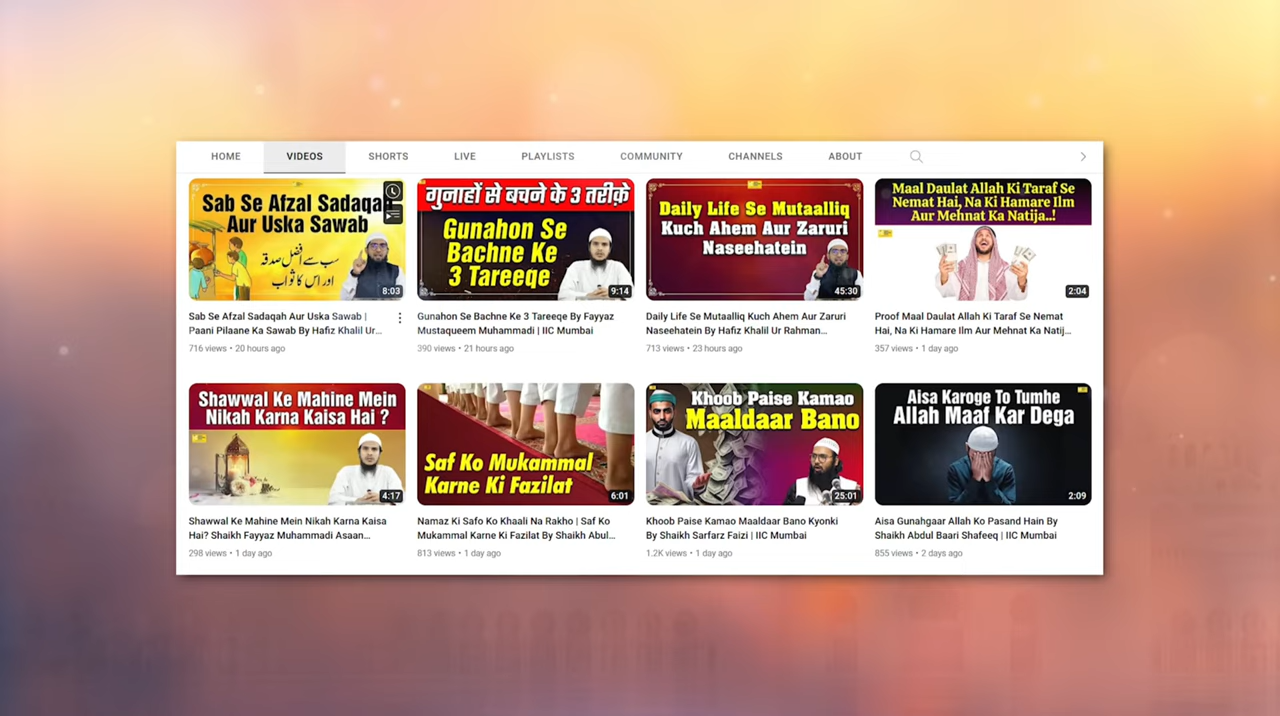 HOME VIDEOS SHORTS LIVE PLAYLISTS COMMUNITY CHANNELS ABOUT
Sab Se Afzal Sadaqah
Aur Uska Sawab
سب سے افضل صدقہ
اور اس کا ثواب
8:03
Sab Se Afzal Sadaqah Aur Uska Sawab |
Paani Pilaane Ka Sawab By Hafiz Khalil Ur...
716 views • 20 hours ago
गुनाहों से बचने के 3 तरीक़े
Gunahon Se
Bachne Ke
3 Tareeqe
9:14
Gunahon Se Bachne Ke 3 Tareeqe By Fayyaz
Mustaqueem Muhammadi | IIC Mumbai
390 views • 21 hours ago
Daily Life Se Mutaalliq
Kuch Ahem Aur Zaruri
Naseehatein
45:30
Daily Life Se Mutaalliq Kuch Ahem Aur Zaruri
Naseehatein By Hafiz Khalil Ur Rahman...
713 views • 23 hours ago
Maal Daulat Allah Ki Taraf Se
Nemat Hai, Na Ki Hamare Ilm
Aur Mehnat Ka Natija..!
2:04
Proof Maal Daulat Allah Ki Taraf Se Nemat
Hai, Na Ki Hamare Ilm Aur Mehnat Ka Natij...
357 views • 1 day ago
Shawwal Ke Mahine Mein
Nikah Karna Kaisa Hai ?
4:17
Shawwal Ke Mahine Mein Nikah Karna Kaisa
Hai? Shaikh Fayyaz Muhammadi Asaan...
298 views • 1 day ago
Saf Ko Mukammal
Karne Ki Fazilat
6:01
Namaz Ki Safo Ko Khaali Na Rakho | Saf Ko
Mukammal Karne Ki Fazilat By Shaikh Abul...
813 views • 1 day ago
Khoob Paise Kamao
Maaldaar Bano
25:01
Khoob Paise Kamao Maaldaar Bano Kyonki
By Shaikh Sarfarz Faizi | IIC Mumbai
1.2K views • 1 day ago
Aisa Karoge To Tumhe
Allah Maaf Kar Dega
2:09
Aisa Gunahgaar Allah Ko Pasand Hain By
Shaikh Abdul Baari Shafeeq | IIC Mumbai
855 views • 2 days ago